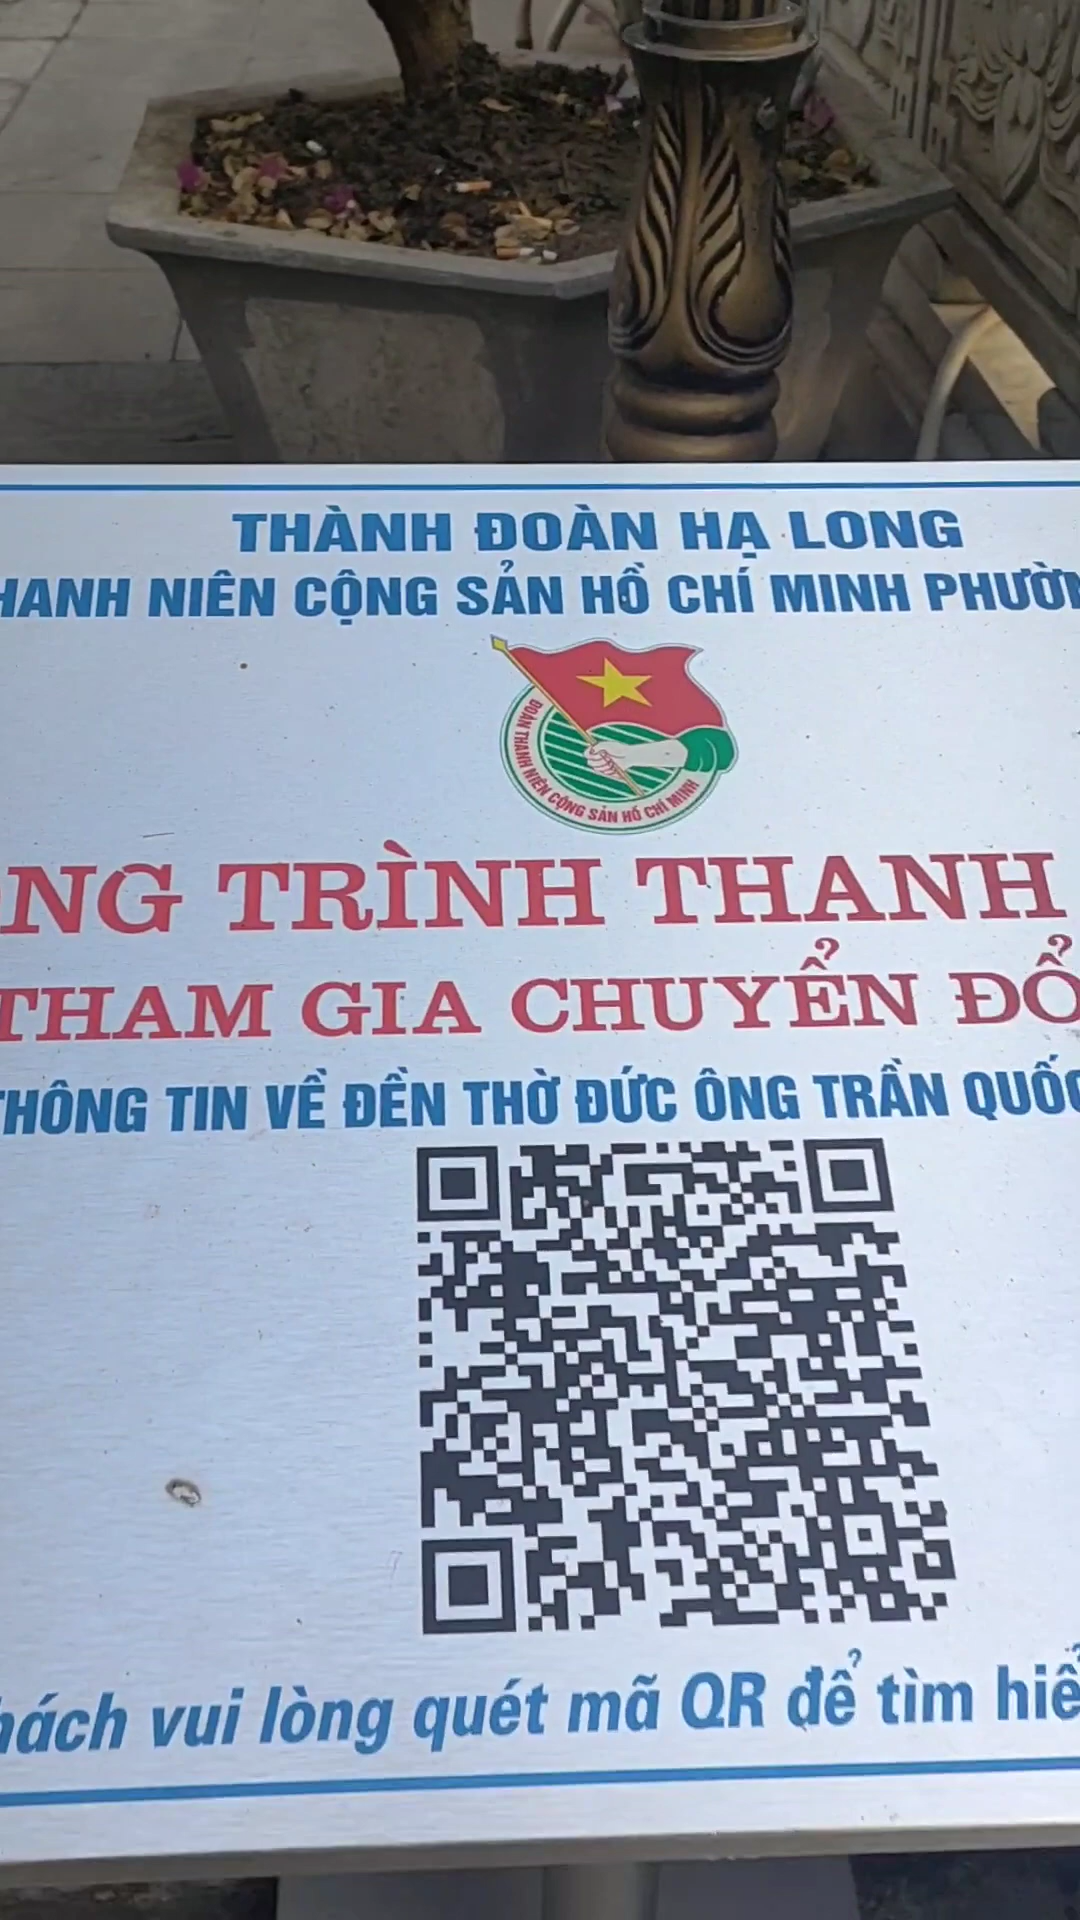 THÀNH ĐOÀN HẠ LONG
HANH NIÊN CỘNG SẢN HỒ CHÍ MINH PHƯỜN
ĐOÀN THANH NIÊN CỘNG SẢN HỒ CHÍ MINH
NG TRÌNH THANH
THAM GIA CHUYỂN ĐỔ
THÔNG TIN VỀ ĐỀN THỜ ĐỨC ÔNG TRẦN QUỐC
hách vui lòng quét mã QR để tìm hiể